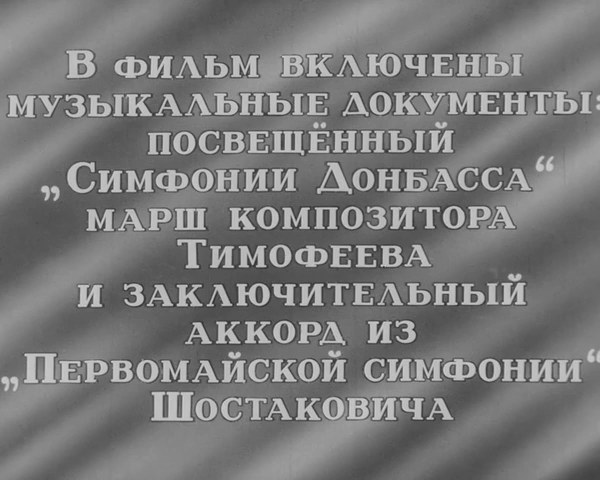 В ФИЛЬМ ВКЛЮЧЕНЫ
МУЗЫКАЛЬНЫЕ ДОКУМЕНТЫ:
ПОСВЕЩЁННЫЙ
„СИМФОНИИ ДОНБАССА“
МАРШ КОМПОЗИТОРА
ТИМОФЕЕВА
И ЗАКЛЮЧИТЕЛЬНЫЙ
АККОРД ИЗ
„ПЕРВОМАЙСКОЙ СИМФОНИИ“
ШОСТАКОВИЧА